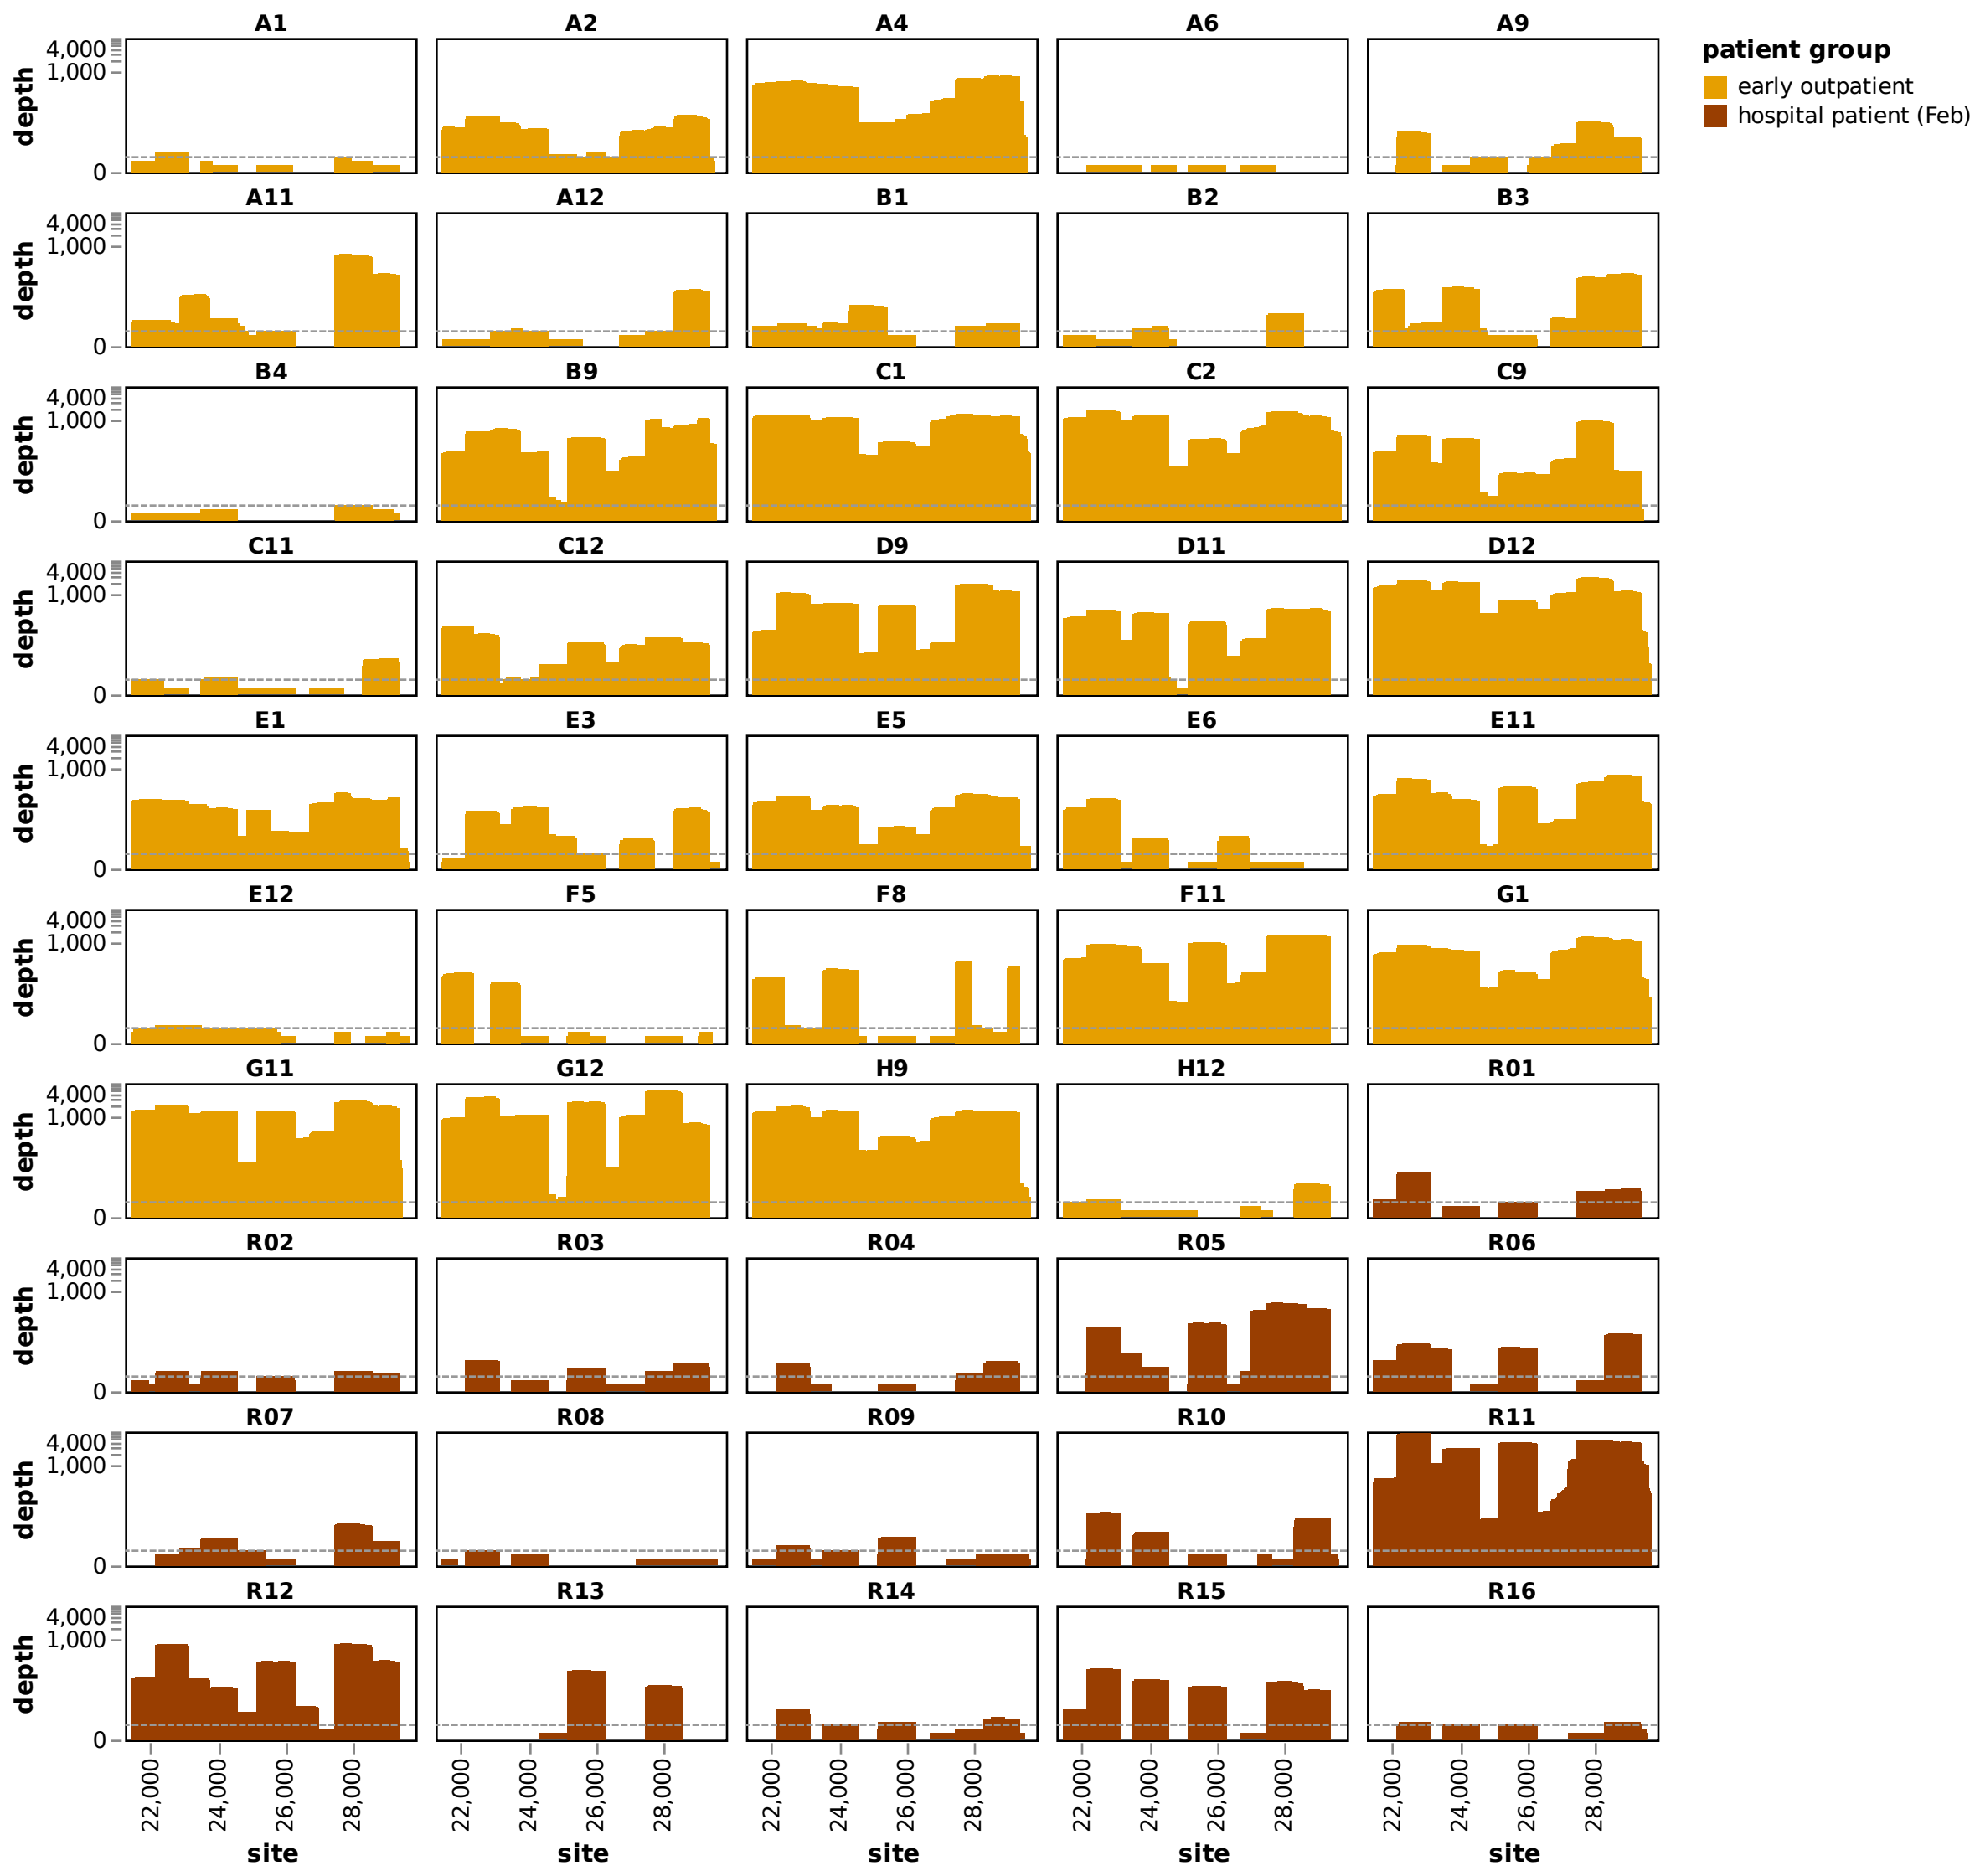 A1 A2 A4 A6 A9
patient group
early outpatient
hospital patient (Feb)
depth
4,000
1,000
0
A11 A12 B1 B2 B3
depth
4,000
1,000
0
B4 B9 C1 C2 C9
depth
4,000
1,000
0
C11 C12 D9 D11 D12
depth
4,000
1,000
0
E1 E3 E5 E6 E11
depth
4,000
1,000
0
E12 F5 F8 F11 G1
depth
4,000
1,000
0
G11 G12 H9 H12 R01
depth
4,000
1,000
0
R02 R03 R04 R05 R06
depth
4,000
1,000
0
R07 R08 R09 R10 R11
depth
4,000
1,000
0
R12 R13 R14 R15 R16
depth
4,000
1,000
0
22,000 24,000 26,000 28,000 22,000 24,000 26,000 28,000 22,000 24,000 26,000 28,000 22,000 24,000 26,000 28,000 22,000 24,000 26,000 28,000
site site site site site